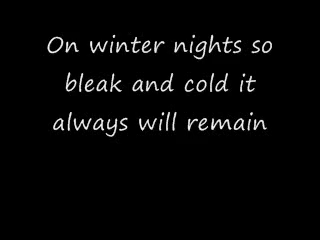 On winter nights so
bleak and cold it
always will remain